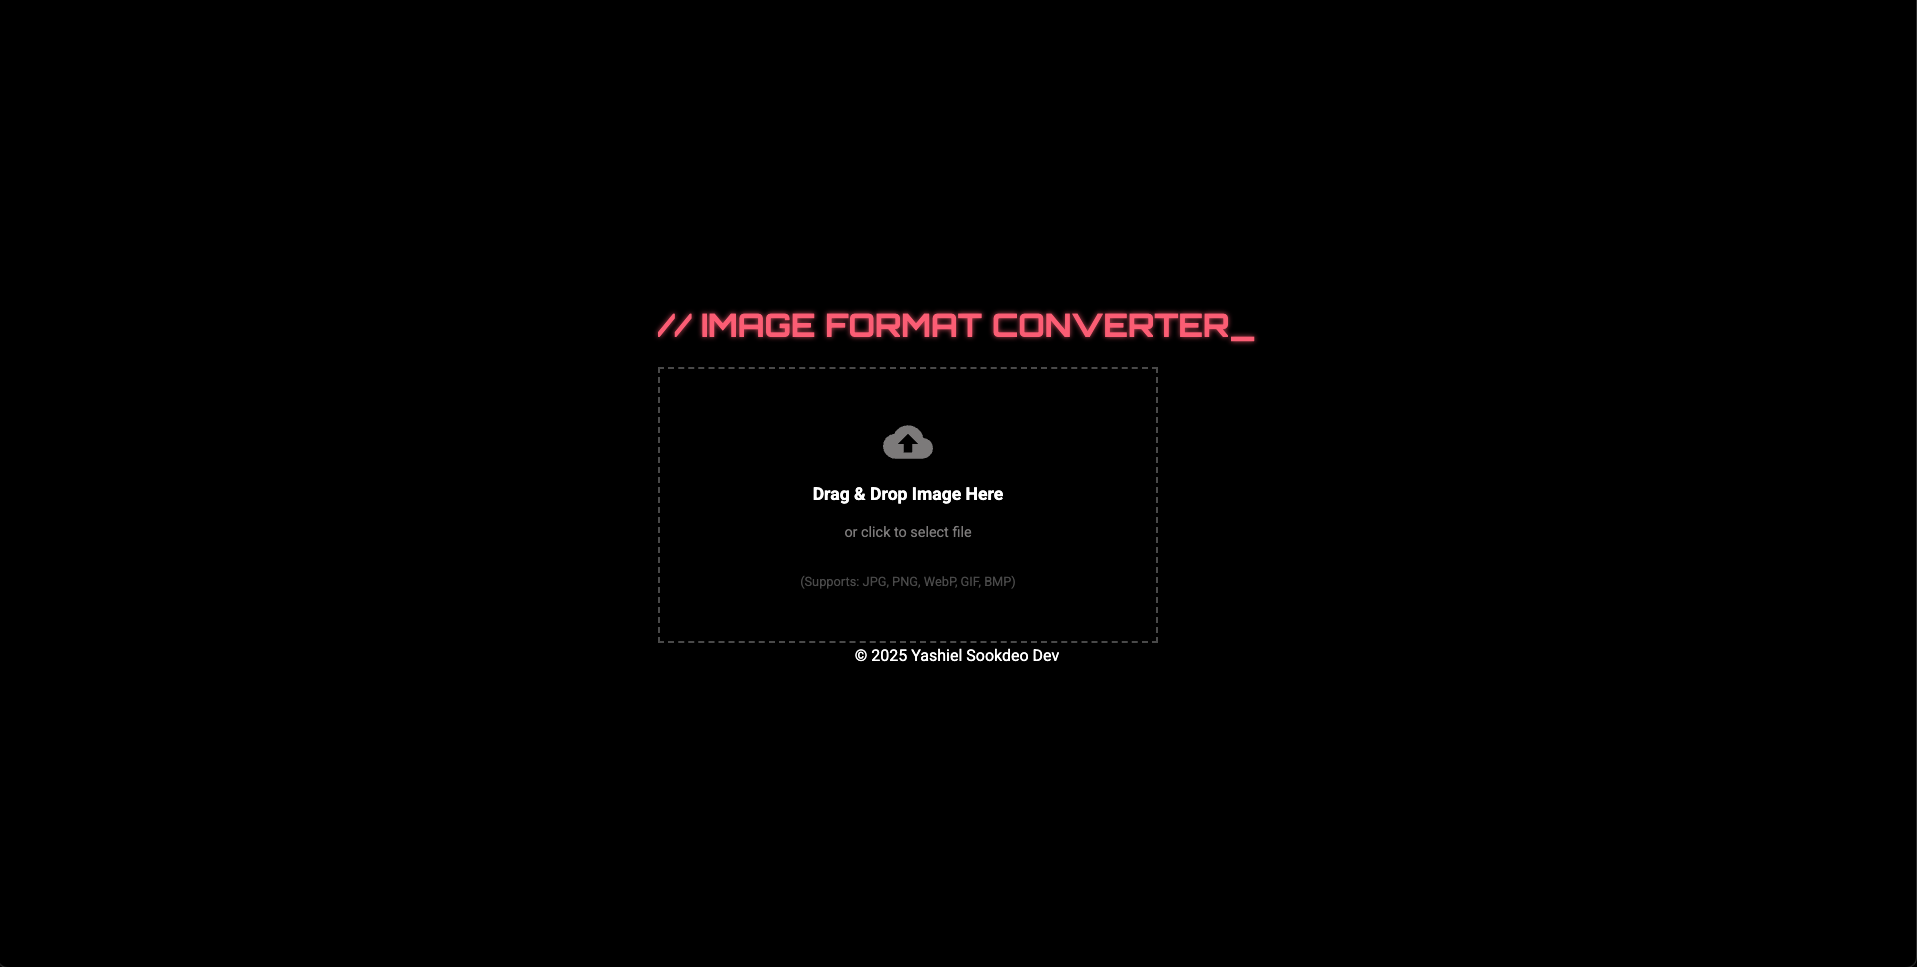 // IMAGE FORMAT CONVERTER_
Drag & Drop Image Here
or click to select file
(Supports: JPG, PNG, WebP, GIF, BMP)
© 2025 Yashiel Sookdeo Dev